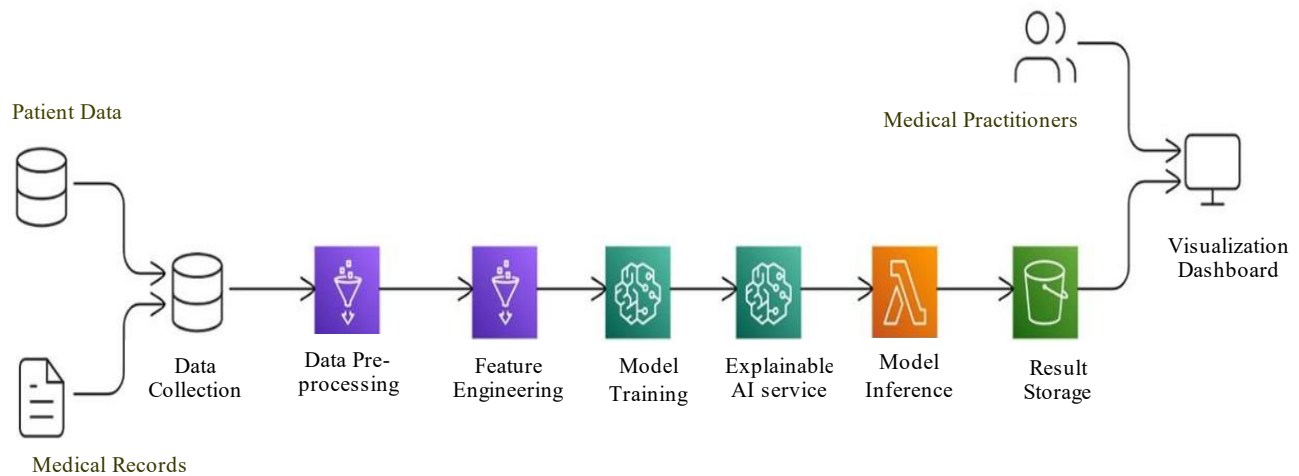 Patient Data
Medical Practitioners
Visualization
Dashboard
Data
Collection
Data Pre-
processing
Feature
Engineering
Model
Training
Explainable
AI service
Model
Inference
Result
Storage
Medical Records